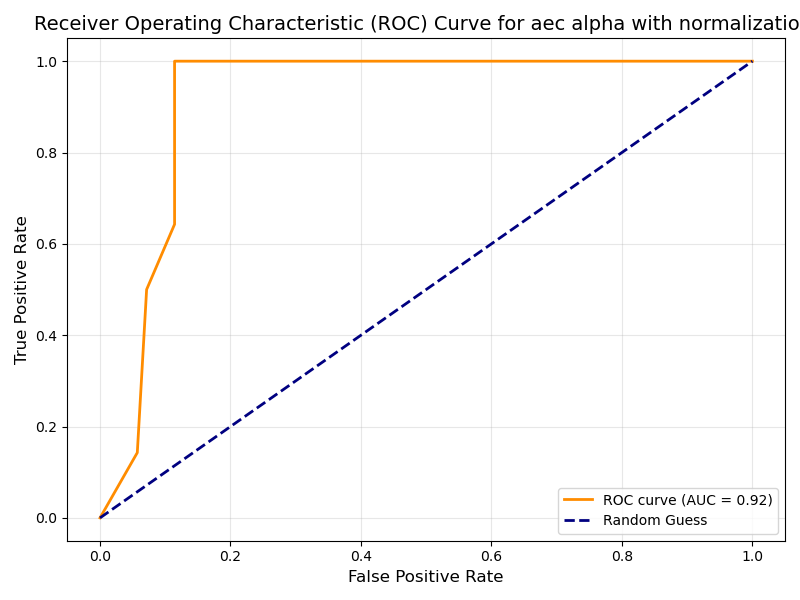 Receiver Operating Characteristic (ROC) Curve for aec alpha with normalizatio
1.0
0.8
0.6
0.4
0.2
0.0
True Positive Rate
ROC curve (AUC = 0.92)
Random Guess
0.0 0.2 0.4 0.6 0.8 1.0
False Positive Rate